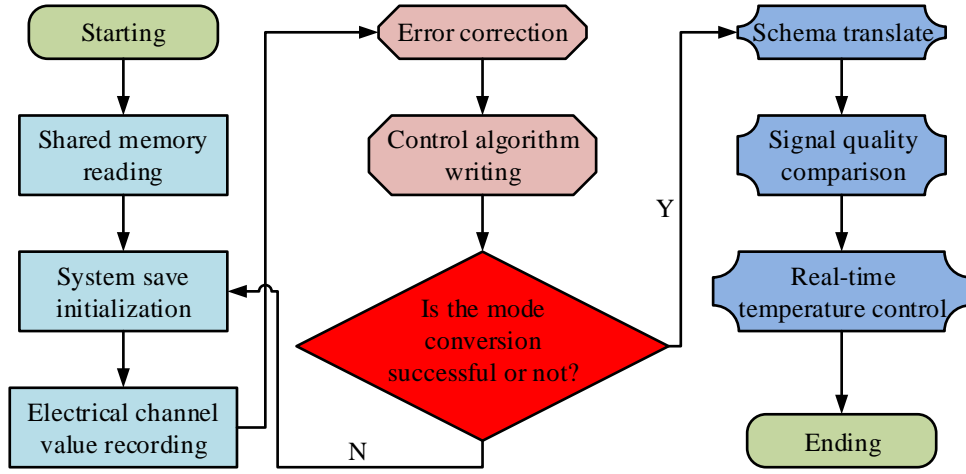 Starting
Shared memory
reading
System save
initialization
Electrical channel
value recording
Error correction
Control algorithm
writing
Is the mode
conversion
successful or not?
N
Y
Schema translate
Signal quality
comparison
Real-time
temperature control
Ending